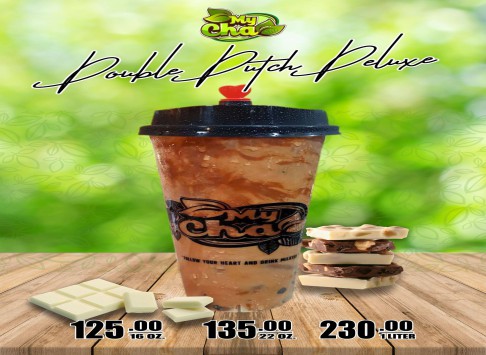 My
Cha
Double Dutch Deluxe
My
Cha
FOLLOW YOUR HEART AND DRINK
125.00 16 OZ. 135.00 22 OZ. 230.00 1 LITER